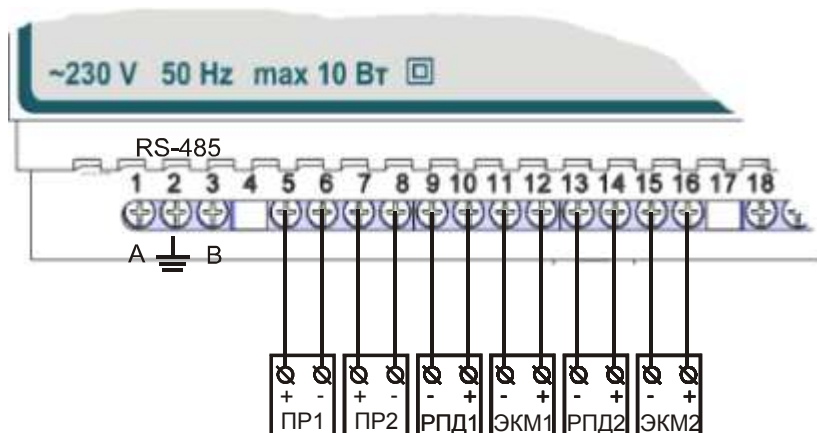 ~230 V 50 Hz max 10 Вт
RS-485
1 2 3 4 5 6 7 8 9 10 11 12 13 14 15 16 17 18
A B
+ - + - - + - + - + - +
ПР1 ПР2 РПД1 ЭКМ1 РПД2 ЭКМ2